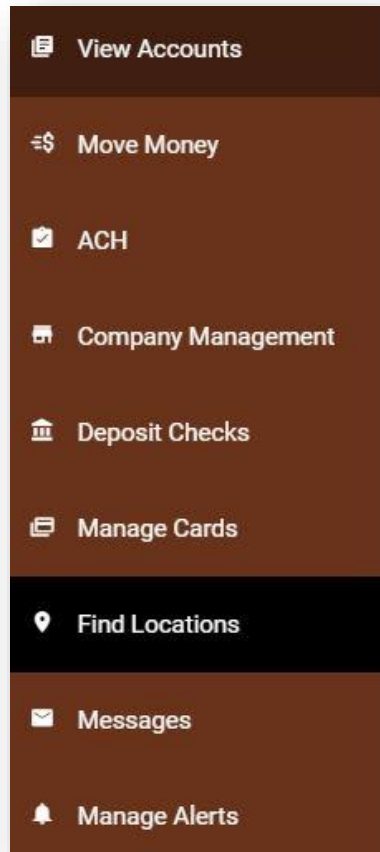 View Accounts
Move Money
ACH
Company Management
Deposit Checks
Manage Cards
Find Locations
Messages
Manage Alerts